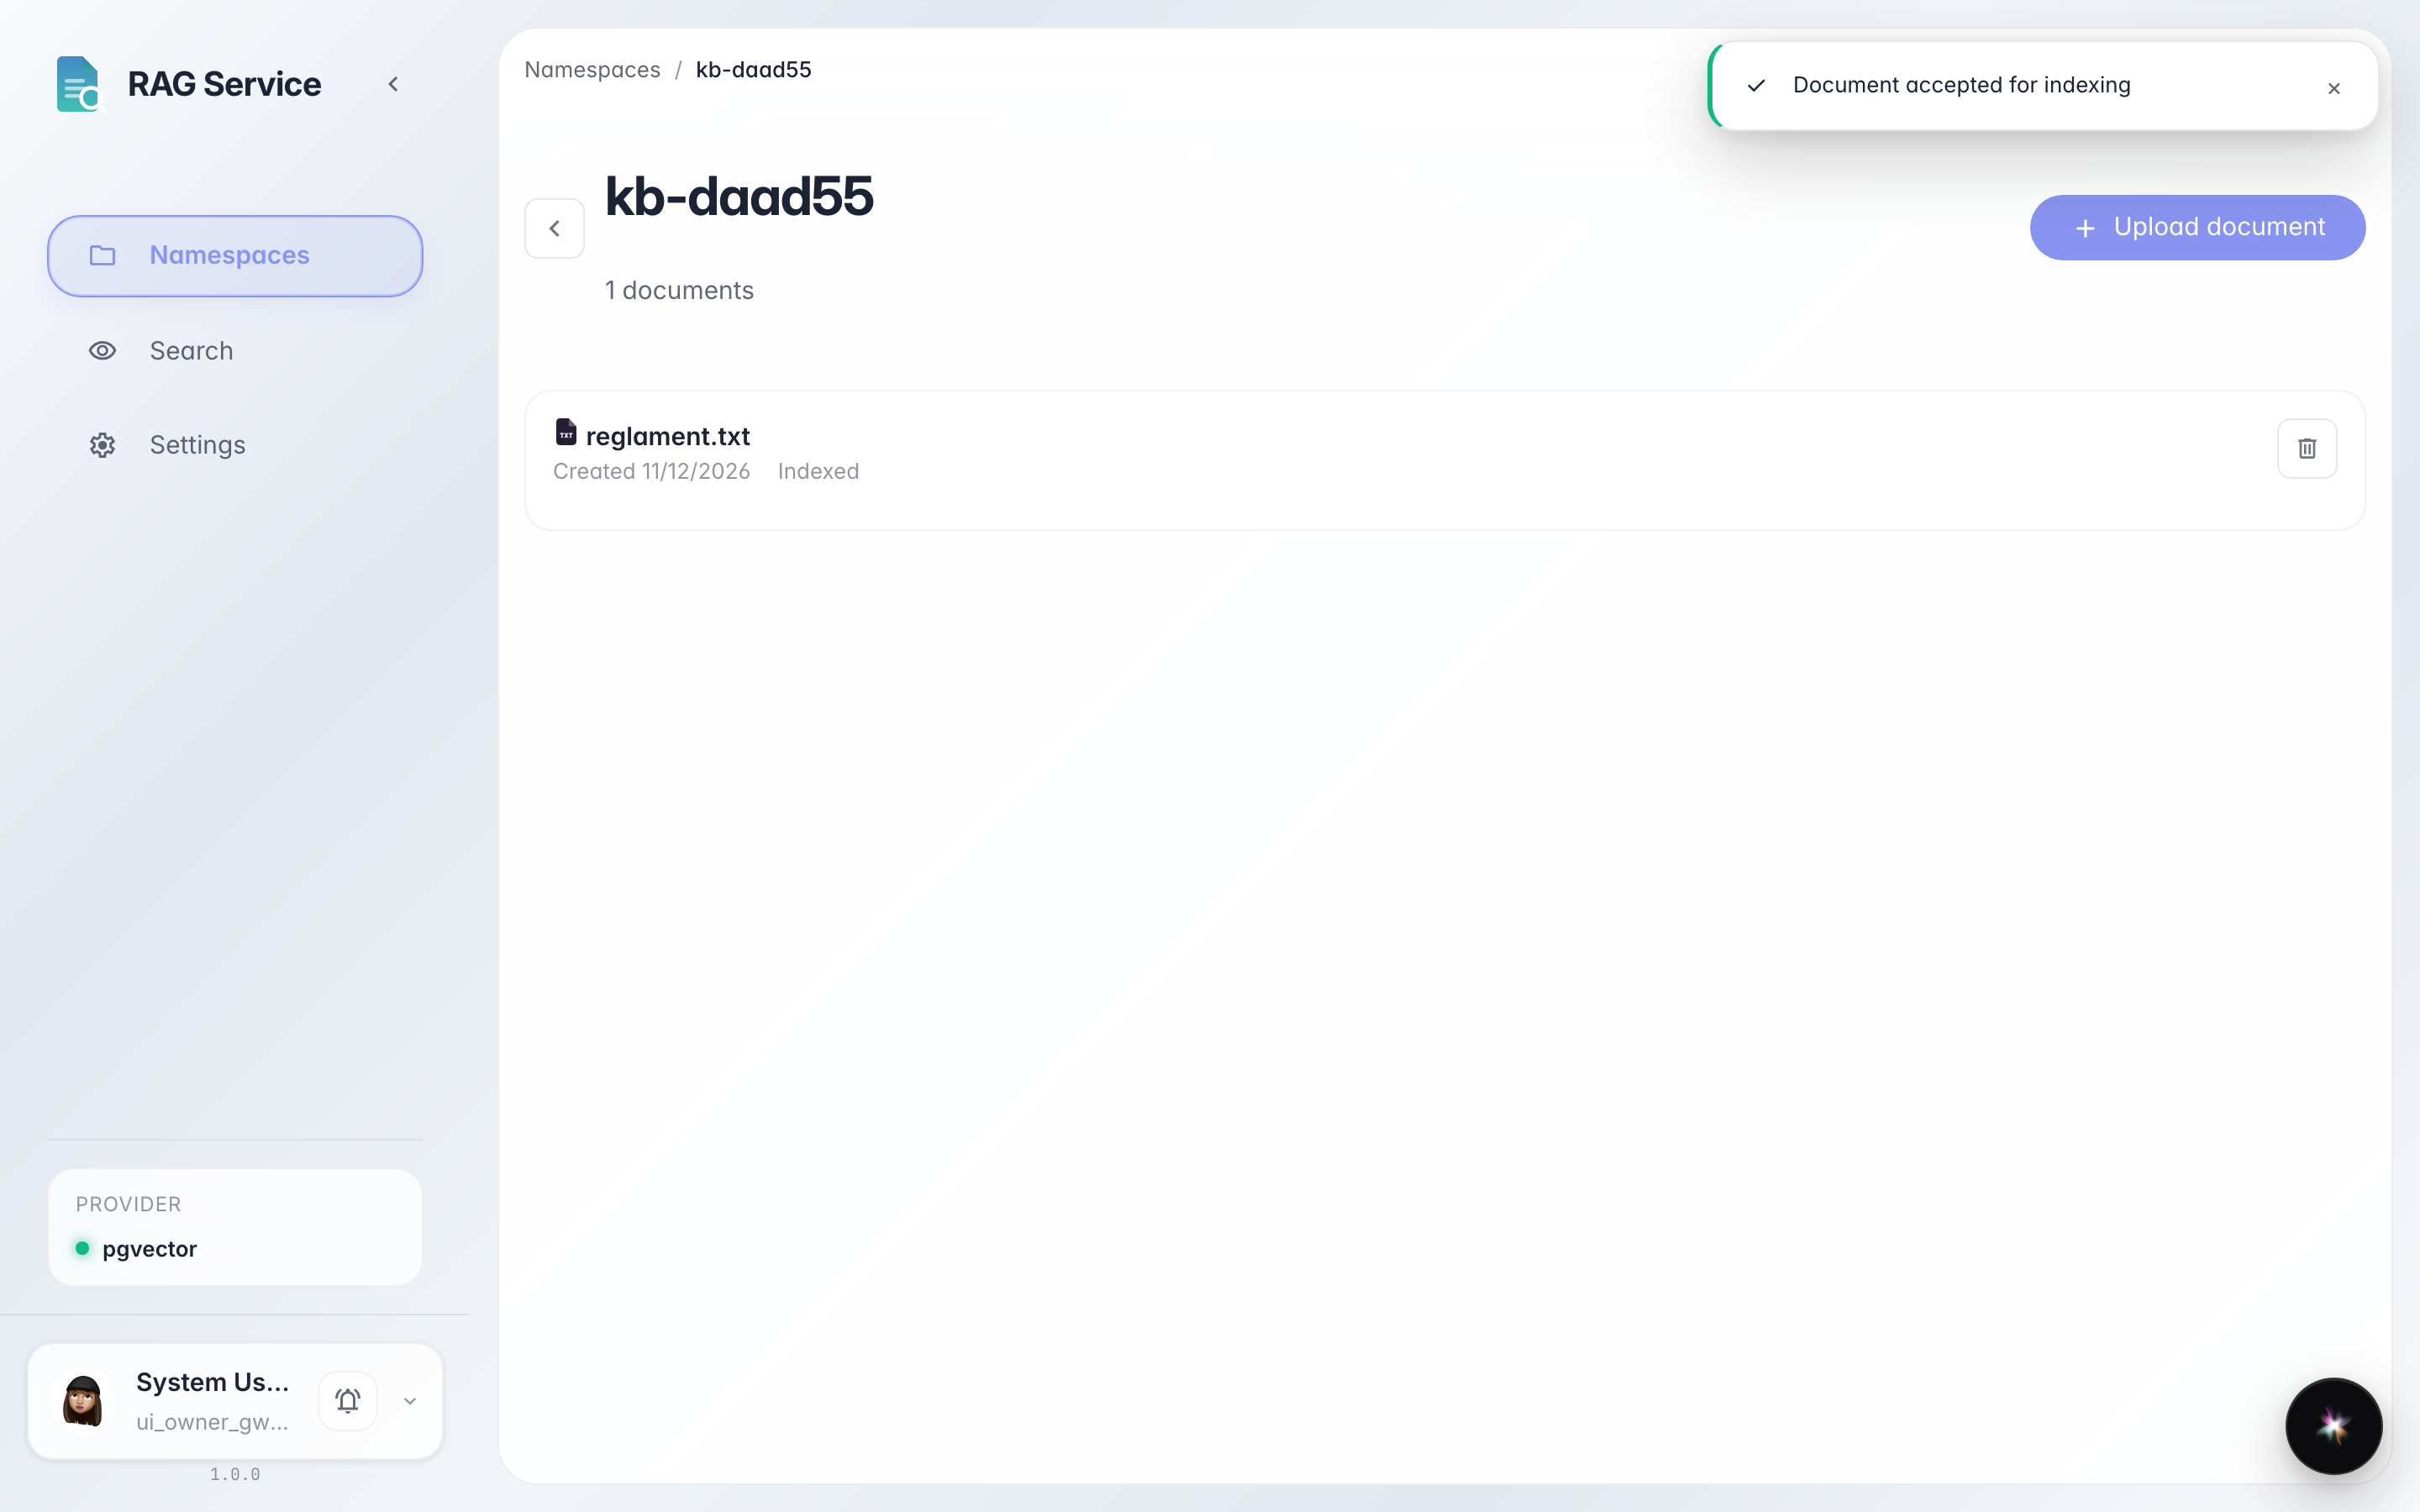 RAG Service
Namespaces
Search
Settings
PROVIDER
pgvector
System Us...
ui_owner_gw...
1.0.0
Namespaces / kb-daad55
Document accepted for indexing
kb-daad55
1 documents
Upload document
TXT
reglament.txt
Created 11/12/2026 Indexed